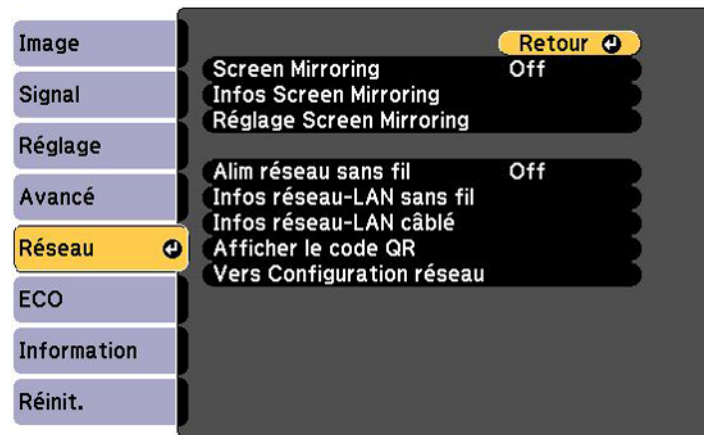 Image
Signal
Réglage
Avancé
Réseau
ECO
Information
Réinit.
Retour
Screen Mirroring Off
Infos Screen Mirroring
Réglage Screen Mirroring
Alim réseau sans fil Off
Infos réseau-LAN sans fil
Infos réseau-LAN câblé
Afficher le code QR
Vers Configuration réseau